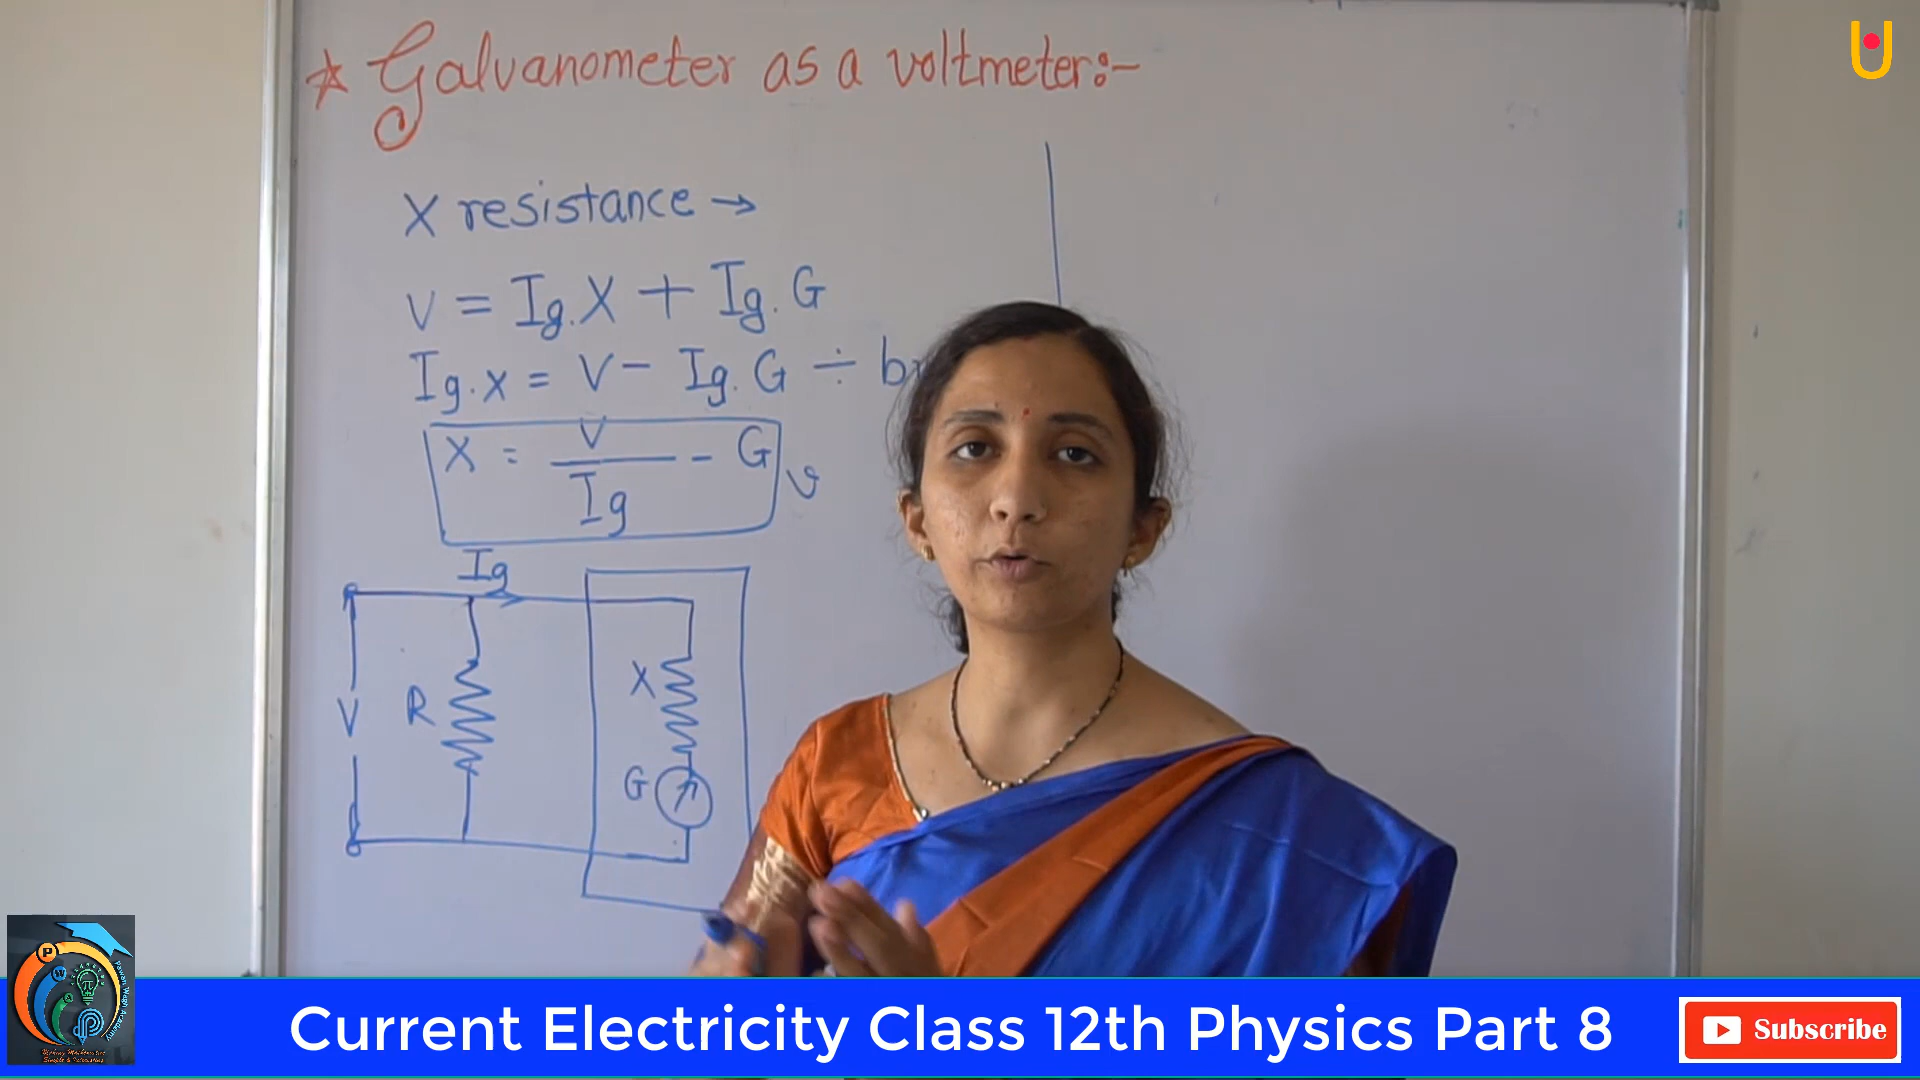 ☆ Galvanometer as a voltmeter:-
X resistance →
V = Ig.X + Ig.G
Ig.x = V - Ig.G ÷
X = V/Ig - G
Ig
V
R
X
G
Current Electricity Class 12th Physics Part 8
Subscribe